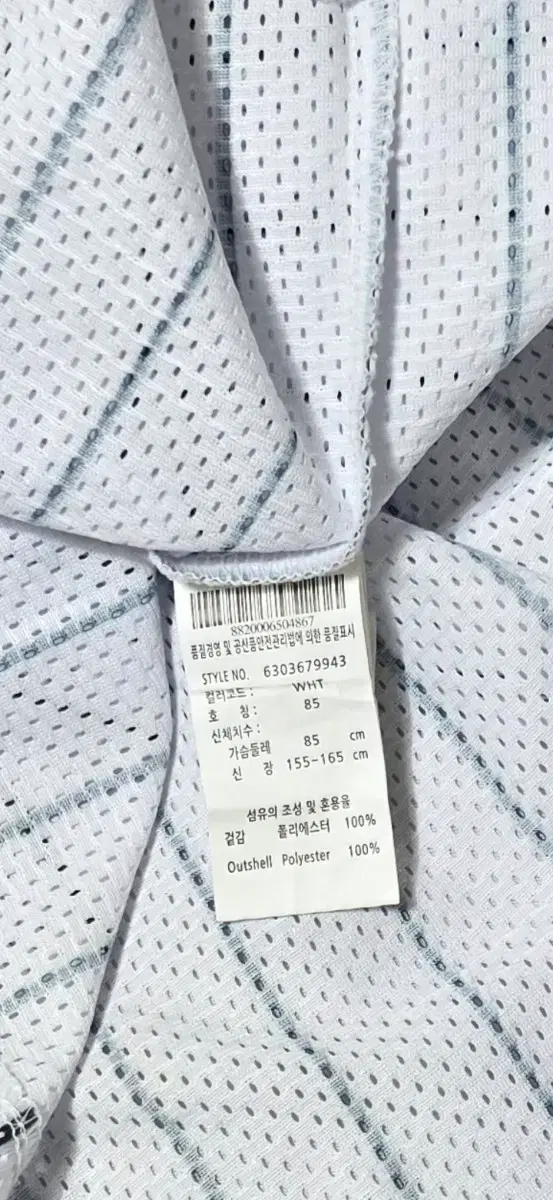 8820006504867
품질경영 및 공산품안전관리법에 의한 품질표시
STYLE NO. 6303679943
컬러코드 : WHT
호 칭 : 85
신체치수 :
가슴둘레 85 cm
신 장 155-165 cm
섬유의 조성 및 혼용율
겉감 폴리에스터 100%
Outshell Polyester 100%